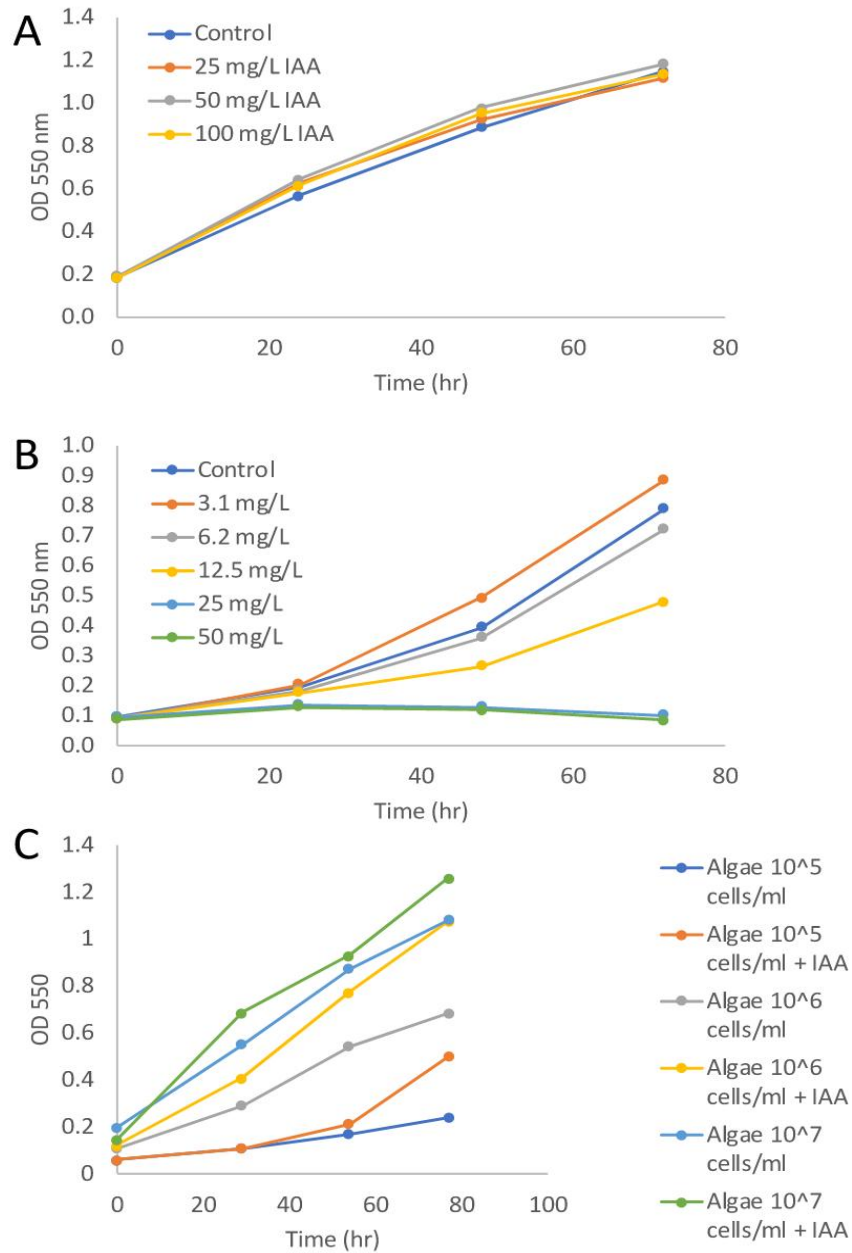 A
Control
25 mg/L IAA
50 mg/L IAA
100 mg/L IAA
1.4
1.2
1.0
0.8
0.6
0.4
0.2
0.0
OD 550 nm
0 20 40 60 80
Time (hr)
B
Control
3.1 mg/L
6.2 mg/L
12.5 mg/L
25 mg/L
50 mg/L
1.0
0.9
0.8
0.7
0.6
0.5
0.4
0.3
0.2
0.1
0.0
OD 550 nm
0 20 40 60 80
Time (hr)
C
1.4
1.2
1
0.8
0.6
0.4
0.2
0
OD 550
0 20 40 60 80 100
Time (hr)
Algae 10^5
cells/ml
Algae 10^5
cells/ml + IAA
Algae 10^6
cells/ml
Algae 10^6
cells/ml + IAA
Algae 10^7
cells/ml
Algae 10^7
cells/ml + IAA